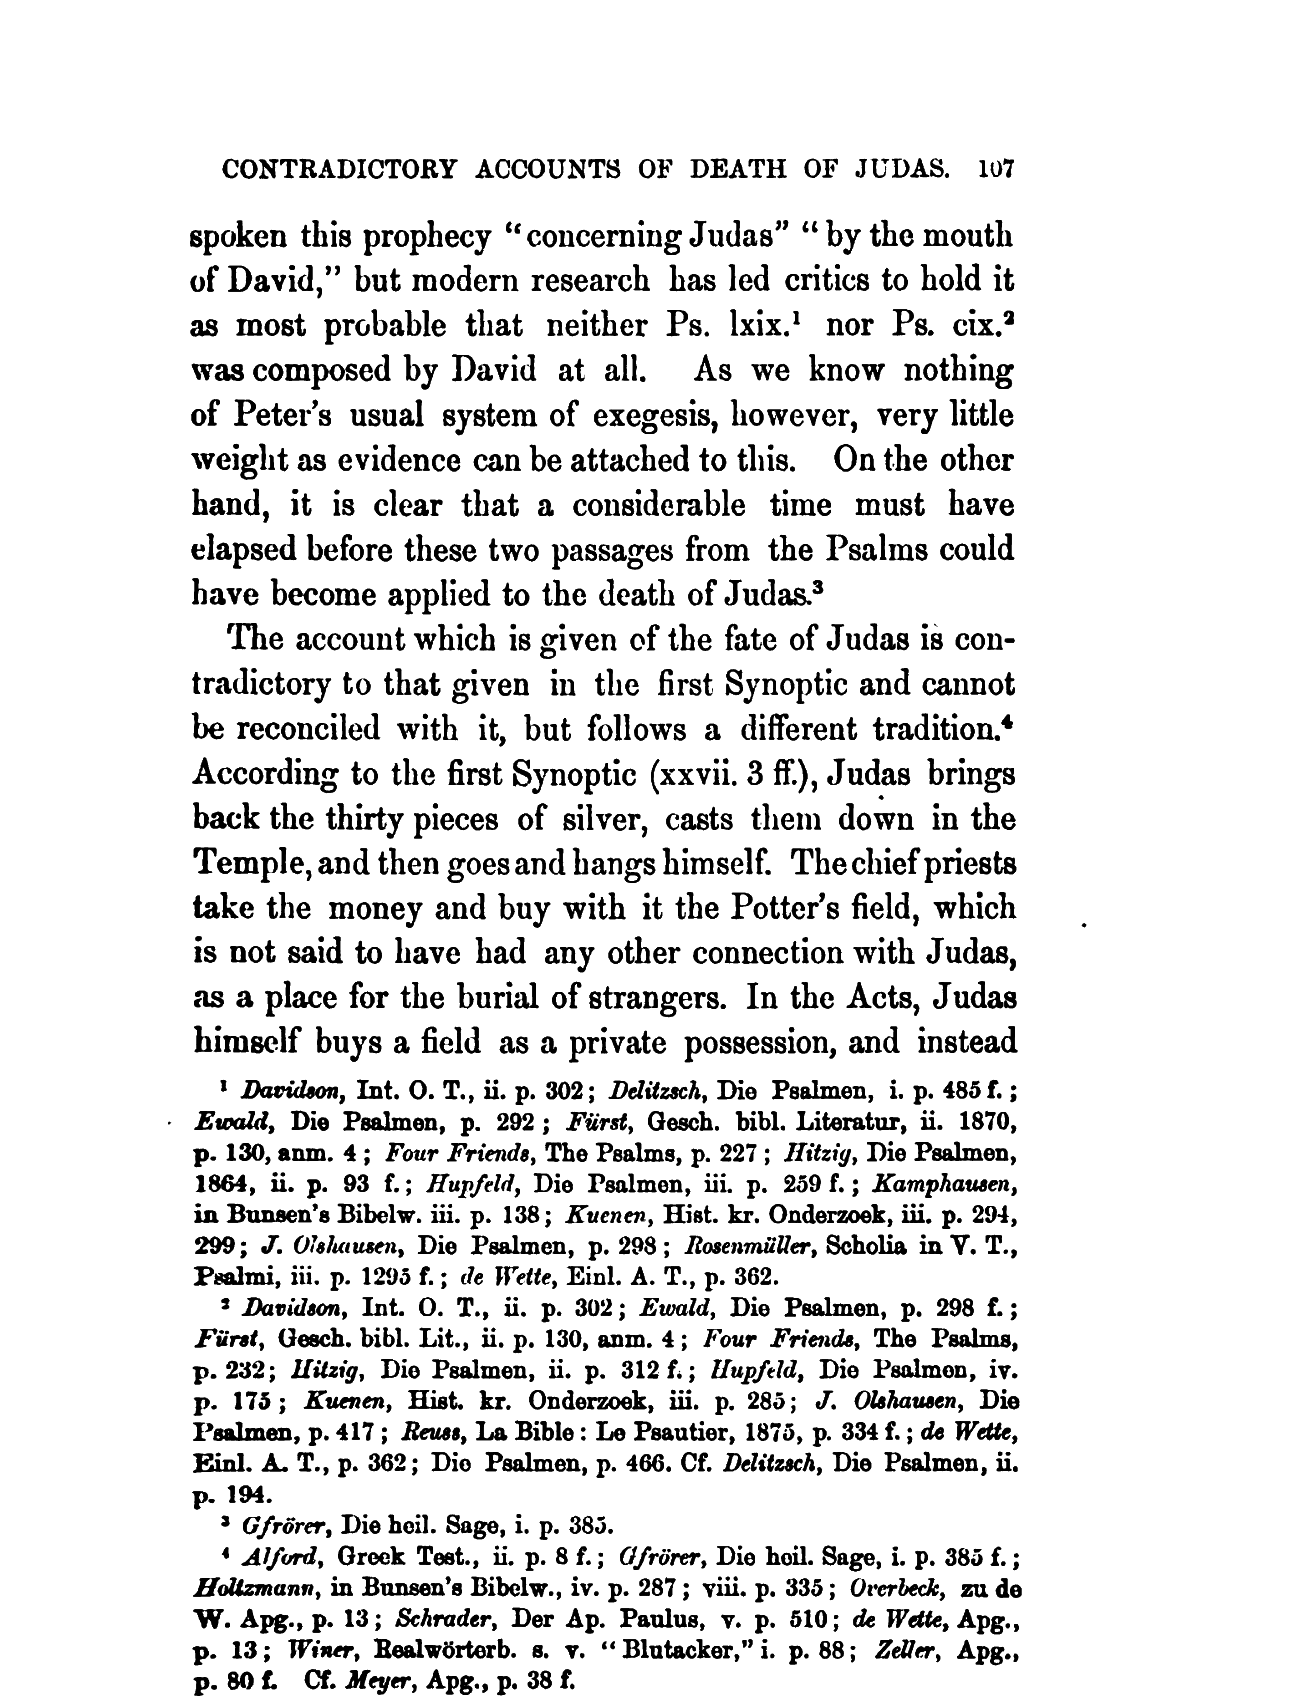 CONTRADICTORY ACCOUNTS OF DEATH OF JUDAS. 107
spoken this prophecy "concerning Judas" "by the mouth
of David," but modern research has led critics to hold it
as most probable that neither Ps. lxix.¹ nor Ps. cix.²
was composed by David at all. As we know nothing
of Peter's usual system of exegesis, however, very little
weight as evidence can be attached to this. On the other
hand, it is clear that a considerable time must have
elapsed before these two passages from the Psalms could
have become applied to the death of Judas.³
The account which is given of the fate of Judas is con-
tradictory to that given in the first Synoptic and cannot
be reconciled with it, but follows a different tradition.⁴
According to the first Synoptic (xxvii. 3 ff.), Judas brings
back the thirty pieces of silver, casts them down in the
Temple, and then goes and hangs himself. The chief priests
take the money and buy with it the Potter's field, which
is not said to have had any other connection with Judas,
as a place for the burial of strangers. In the Acts, Judas
himself buys a field as a private possession, and instead
¹ Davidson, Int. O. T., ii. p. 302; Delitzsch, Die Psalmen, i. p. 485 f.;
Ewald, Die Psalmen, p. 292; Fürst, Gesch. bibl. Literatur, ii. 1870,
p. 130, anm. 4; Four Friends, The Psalms, p. 227; Hitzig, Die Psalmen,
1864, ii. p. 93 f.; Hupfeld, Die Psalmen, iii. p. 259 f.; Kamphausen,
in Bunsen's Bibelw. iii. p. 138; Kuenen, Hist. kr. Onderzoek, iii. p. 294,
299; J. Olshausen, Die Psalmen, p. 298; Rosenmüller, Scholia in V. T.,
Psalmi, iii. p. 1295 f.; de Wette, Einl. A. T., p. 362.
² Davidson, Int. O. T., ii. p. 302; Ewald, Die Psalmen, p. 298 f.;
Fürst, Gesch. bibl. Lit., ii. p. 130, anm. 4; Four Friends, The Psalms,
p. 232; Hitzig, Die Psalmen, ii. p. 312 f.; Hupfeld, Die Psalmen, iv.
p. 175; Kuenen, Hist. kr. Onderzoek, iii. p. 285; J. Olshausen, Die
Psalmen, p. 417; Reuss, La Bible: Le Psautier, 1875, p. 334 f.; de Wette,
Einl. A. T., p. 362; Die Psalmen, p. 466. Cf. Delitzsch, Die Psalmen, ii.
p. 194.
³ Gfrörer, Die heil. Sage, i. p. 385.
⁴ Alford, Greek Test., ii. p. 8 f.; Gfrörer, Die heil. Sage, i. p. 385 f.;
Holtzmann, in Bunsen's Bibelw., iv. p. 287; viii. p. 335; Overbeck, zu de
W. Apg., p. 13; Schrader, Der Ap. Paulus, v. p. 510; de Wette, Apg.,
p. 13; Winer, Realwörterb. s. v. "Blutacker," i. p. 88; Zeller, Apg.,
p. 80 f. Cf. Meyer, Apg., p. 38 f.